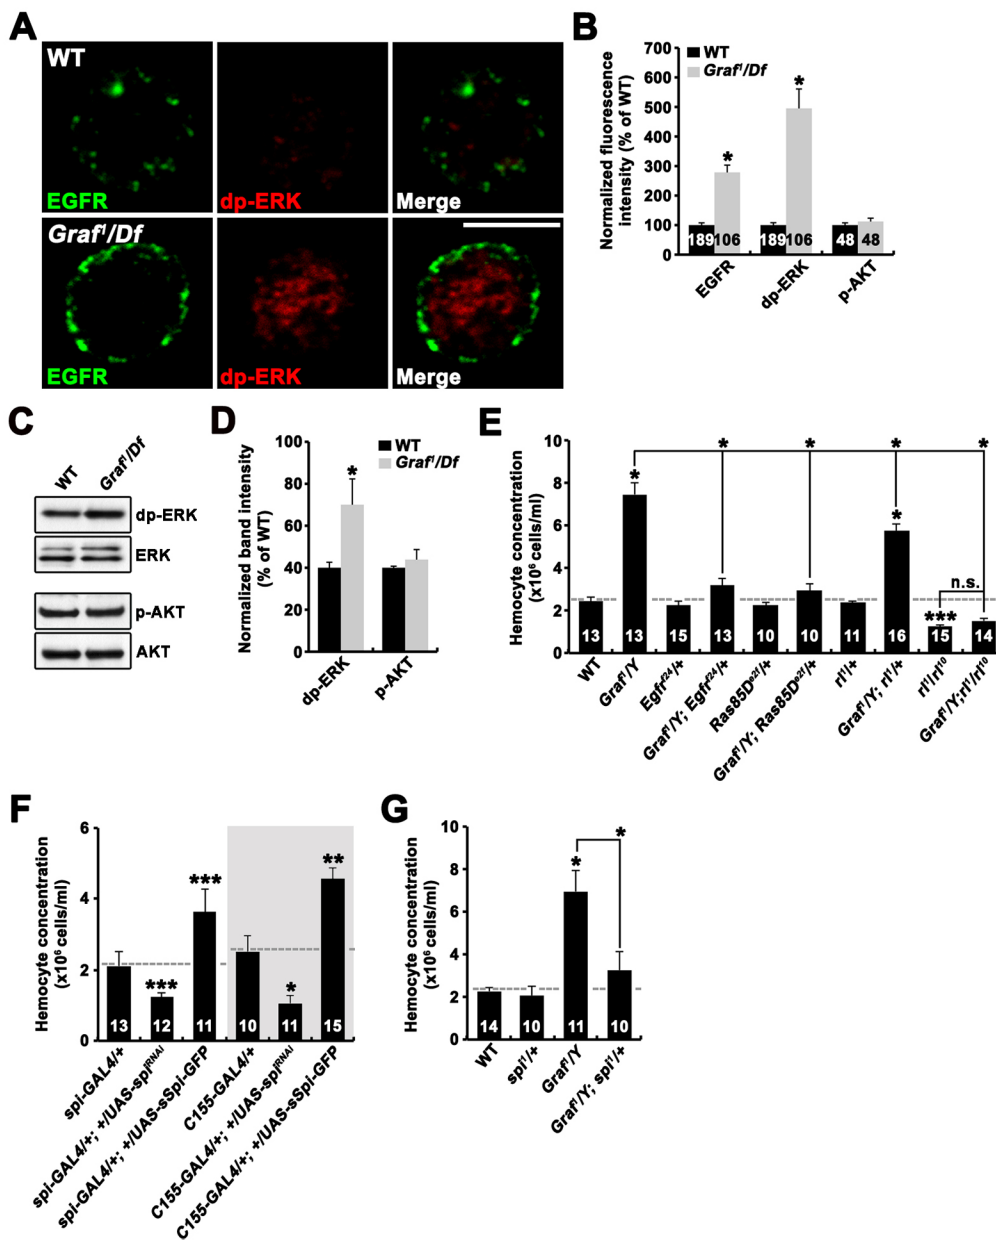 A
WT
EGFR
dp-ERK
Merge
Graf¹/Df
EGFR
dp-ERK
Merge
B
Normalized fluorescence
intensity (% of WT)
700
600
500
400
300
200
100
0
WT
Graf¹/Df
*
*
189
106
189
106
48
48
EGFR
dp-ERK
p-AKT
C
WT
Graf¹/Df
dp-ERK
ERK
p-AKT
AKT
D
Normalized band intensity
(% of WT)
100
80
60
40
20
0
WT
Graf¹/Df
*
dp-ERK
p-AKT
E
Hemocyte concentration
(x10⁶ cells/ml)
10
8
6
4
2
0
* * * *
*
*
n.s.
***
13
13
15
13
10
10
11
16
15
14
WT
Graf¹/Y
Egfrᶠ²⁴/+
Graf¹/Y; Egfrᶠ²⁴/+
Ras85Dᵉ²ᶠ/+
Graf¹/Y; Ras85Dᵉ²ᶠ/+
rl¹/+
Graf¹/Y; rl¹/+
rl¹/rl¹⁰
Graf¹/Y;rl¹/rl¹⁰
F
Hemocyte concentration
(x10⁶ cells/ml)
6
4
2
0
***
***
*
**
13
12
11
10
11
15
spi-GAL4/+
spi-GAL4/+; +/UAS-spiᴿᴺᴬⁱ
spi-GAL4/+; +/UAS-sSpi-GFP
C155-GAL4/+
C155-GAL4/+; +/UAS-spiᴿᴺᴬⁱ
C155-GAL4/+; +/UAS-sSpi-GFP
G
Hemocyte concentration
(x10⁶ cells/ml)
10
8
6
4
2
0
*
*
14
10
11
10
WT
spi¹/+
Graf¹/Y
Graf¹/Y; spi¹/+